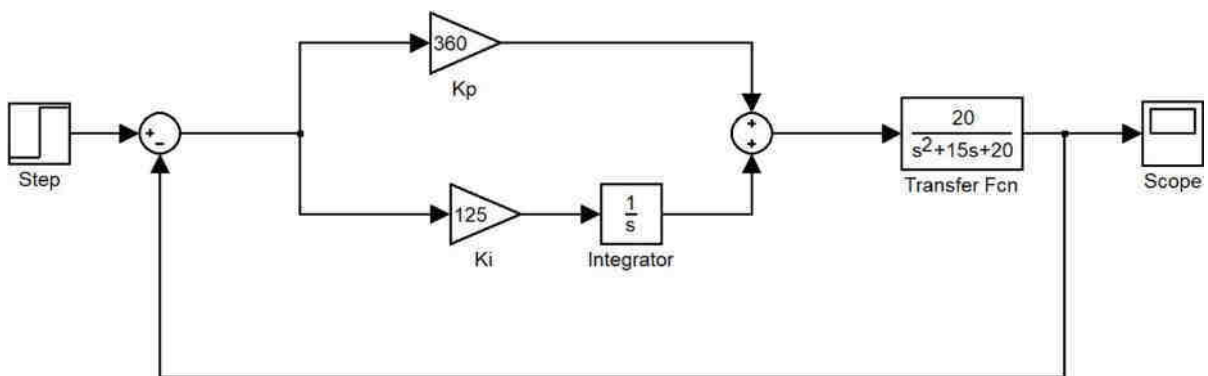 360
Kp
+
−
Step
+
+
20
s²+15s+20
Transfer Fcn
Scope
125
Ki
1
s
Integrator